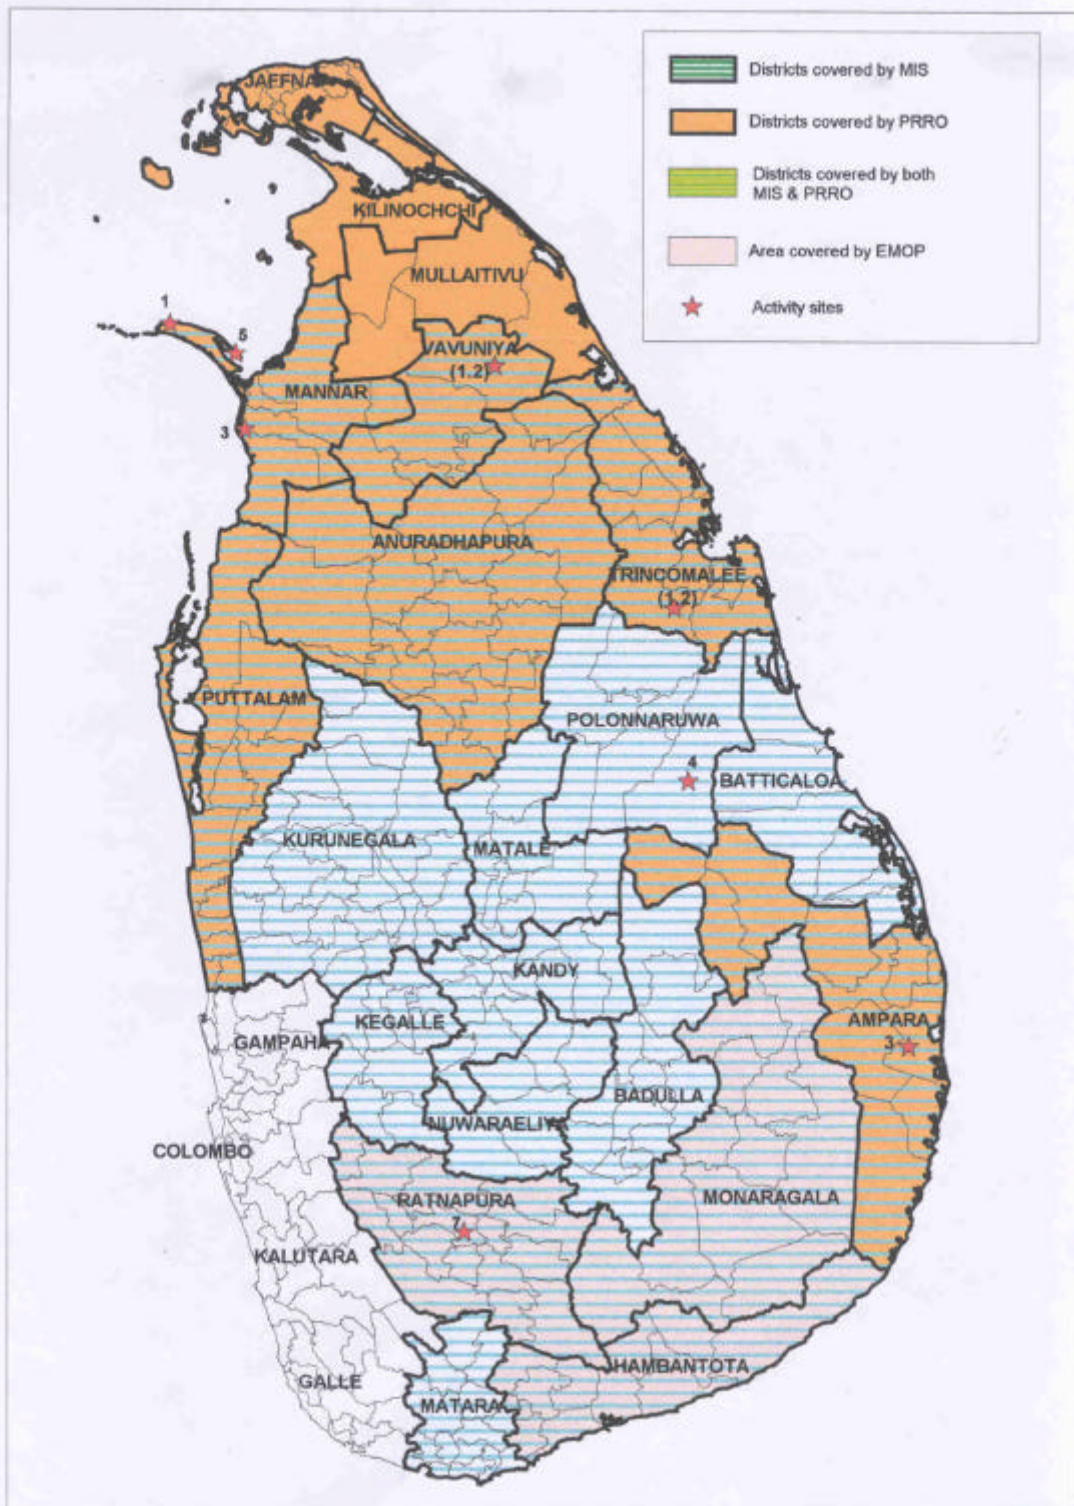 Districts covered by MIS
Districts covered by PRRO
Districts covered by both
MIS & PRRO
Area covered by EMOP
Activity sites
JAFFNA
KILINOCHCHI
MULLAITIVU
1
5
VAVUNIYA
(1.2)
MANNAR
3
ANURADHAPURA
TRINCOMALEE
(1,2)
PUTTALAM
POLONNARUWA
4
BATTICALOA
KURUNEGALA
MATALE
KANDY
KEGALLE
AMPARA
3
GAMPAHA
BADULLA
NUWARAELIYA
COLOMBO
RATNAPURA
7
MONARAGALA
KALUTARA
HAMBANTOTA
GALLE
MATARA